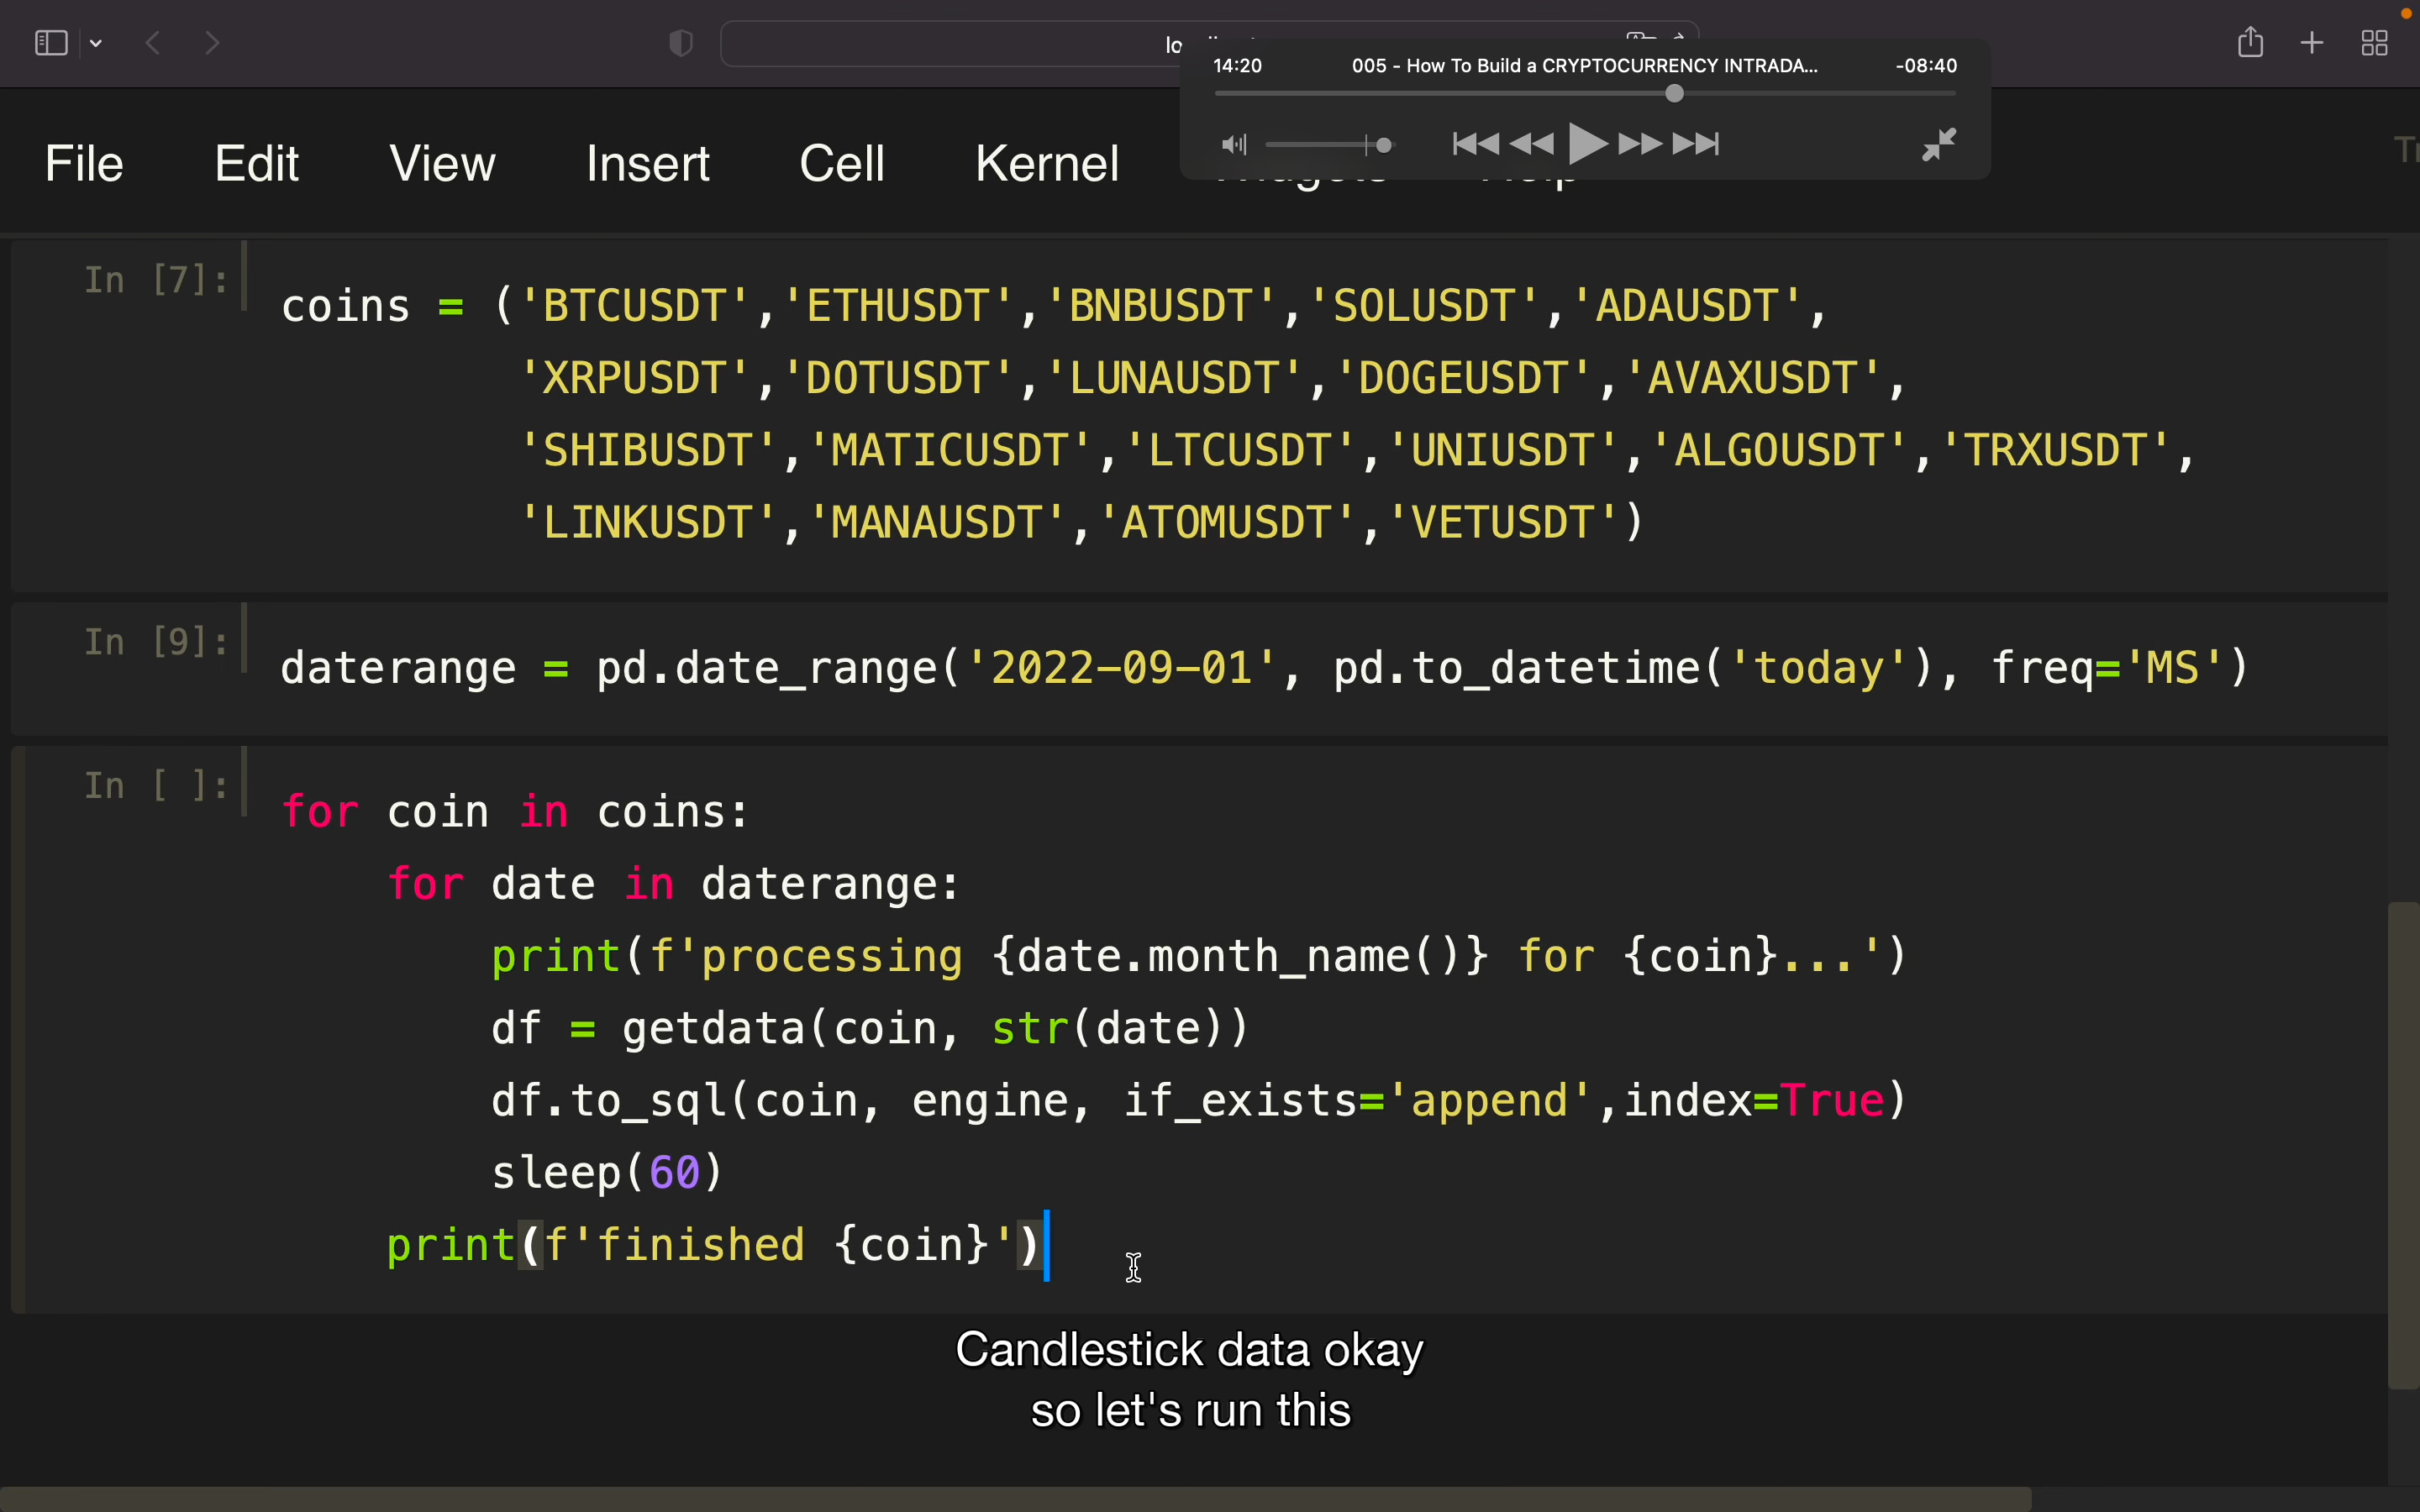 14:20 005 - How To Build a CRYPTOCURRENCY INTRADA... -08:40
File Edit View Insert Cell Kernel
In [7]: coins = ('BTCUSDT','ETHUSDT','BNBUSDT','SOLUSDT','ADAUSDT',
'XRPUSDT','DOTUSDT','LUNAUSDT','DOGEUSDT','AVAXUSDT',
'SHIBUSDT','MATICUSDT','LTCUSDT','UNIUSDT','ALGOUSDT','TRXUSDT',
'LINKUSDT','MANAUSDT','ATOMUSDT','VETUSDT')
In [9]: daterange = pd.date_range('2022-09-01', pd.to_datetime('today'), freq='MS')
In [ ]: for coin in coins:
for date in daterange:
print(f'processing {date.month_name()} for {coin}...')
df = getdata(coin, str(date))
df.to_sql(coin, engine, if_exists='append',index=True)
sleep(60)
print(f'finished {coin}')
Candlestick data okay
so let's run this